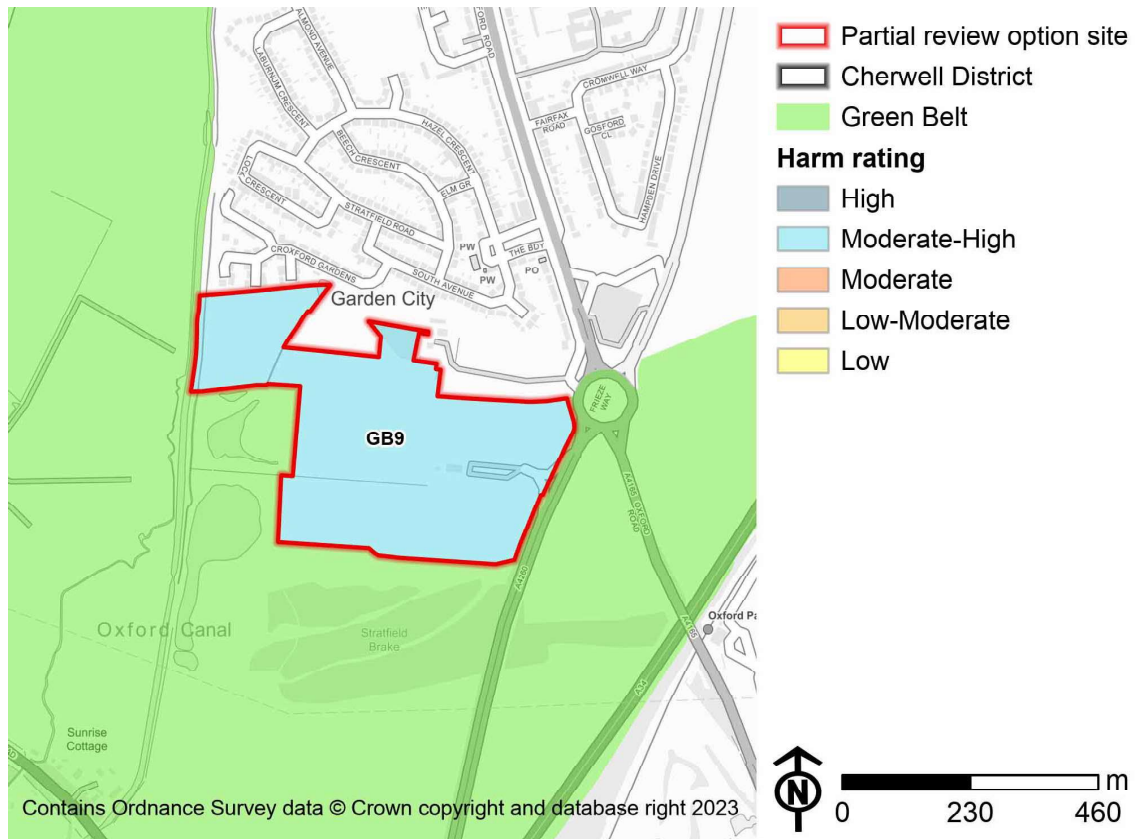 ALMOND AVENUE
LABURNUM CRESCENT
BEECH CRESCENT
HAZEL CRESCENT
ELM GR
STRATFIELD ROAD
CROXFORD GARDENS
SOUTH AVENUE
PW
PW
THE BDY
PO
FORD ROAD
CROMWELL WAY
FAIRFAX
ROAD
GOSFORD
CL
HAMPDEN DRIVE
Garden City
FRIEZE
WAY
GB9
A4260
A4165 OXFORD
ROAD
A4165
A34
Oxford Pa
Oxford Canal
Stratfield
Brake
Sunrise
Cottage
Contains Ordnance Survey data © Crown copyright and database right 2023
Partial review option site
Cherwell District
Green Belt
Harm rating
High
Moderate-High
Moderate
Low-Moderate
Low
N
m
0 230 460